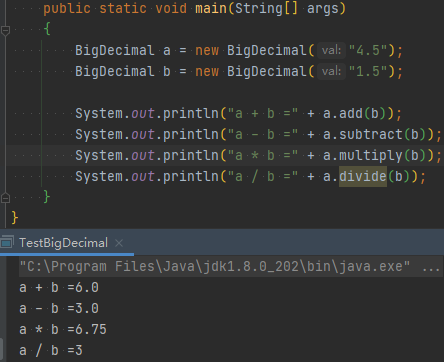 public static void main(String[] args)
{
BigDecimal a = new BigDecimal( val: "4.5");
BigDecimal b = new BigDecimal( val: "1.5");
System.out.println("a + b =" + a.add(b));
System.out.println("a - b =" + a.subtract(b));
System.out.println("a * b =" + a.multiply(b));
System.out.println("a / b =" + a.divide(b));
}
}
TestBigDecimal ×
"C:\Program Files\Java\jdk1.8.0_202\bin\java.exe" ...
a + b =6.0
a - b =3.0
a * b =6.75
a / b =3